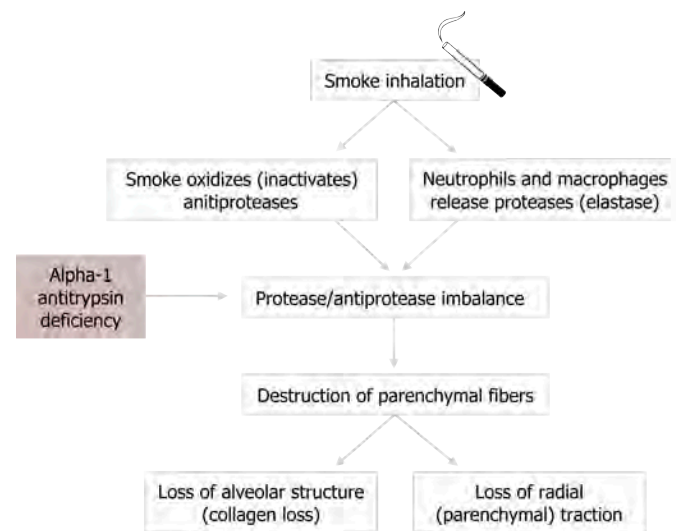 Smoke inhalation
Smoke oxidizes (inactivates)
anitiproteases
Neutrophils and macrophages
release proteases (elastase)
Alpha-1
antitrypsin
deficiency
Protease/antiprotease imbalance
Destruction of parenchymal fibers
Loss of alveolar structure
(collagen loss)
Loss of radial
(parenchymal) traction